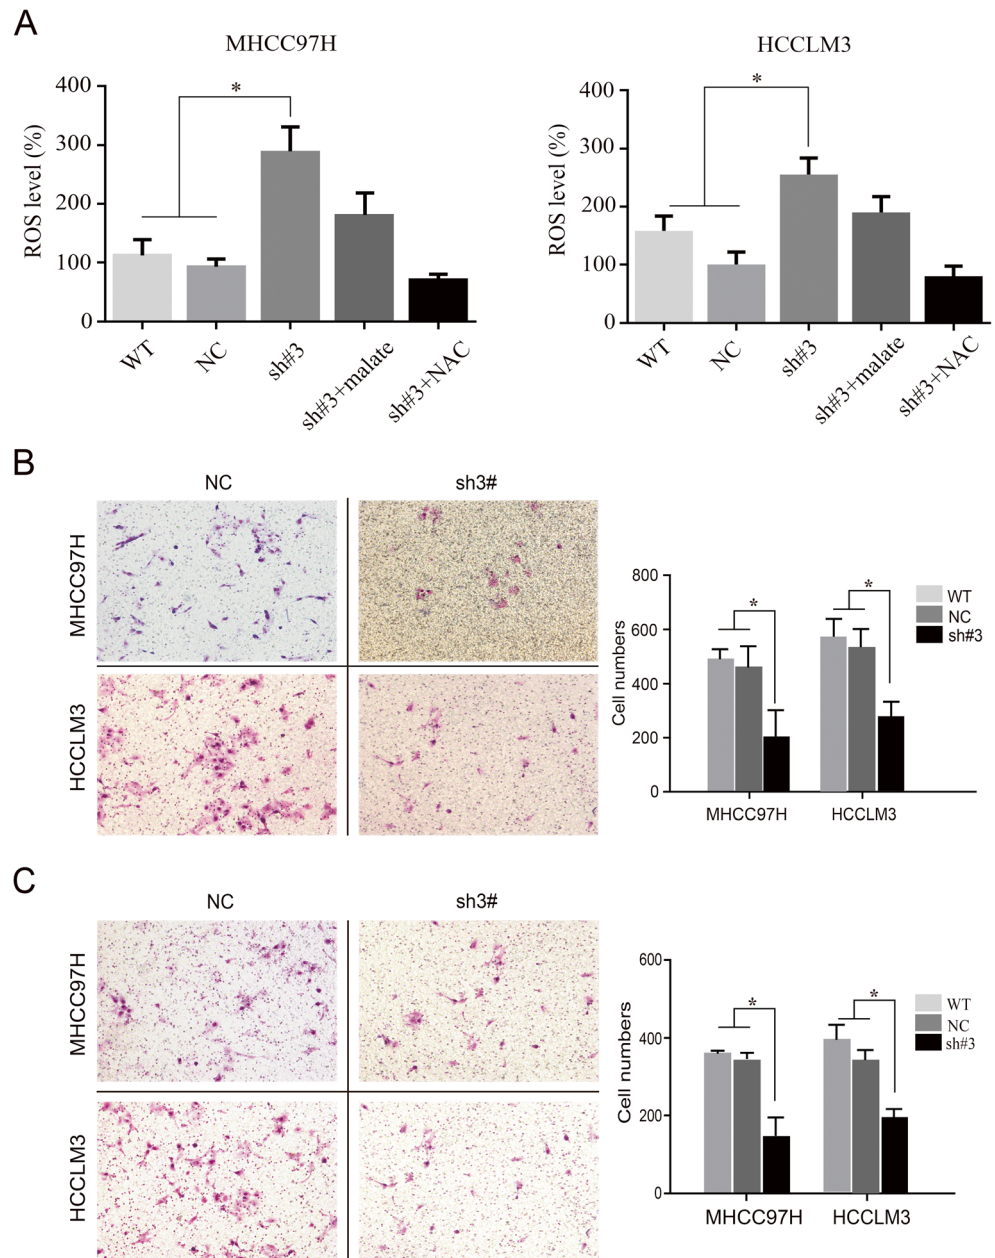 A
MHCC97H
HCCLM3
ROS level (%)
400
300
200
100
0
*
WT
NC
sh#3
sh#3+malate
sh#3+NAC
ROS level (%)
400
300
200
100
0
*
WT
NC
sh#3
sh#3+malate
sh#3+NAC
B
NC
sh3#
MHCC97H
HCCLM3
Cell numbers
800
600
400
200
0
*
*
WT
NC
sh#3
MHCC97H
HCCLM3
C
NC
sh3#
MHCC97H
HCCLM3
Cell numbers
600
400
200
0
*
*
WT
NC
sh#3
MHCC97H
HCCLM3